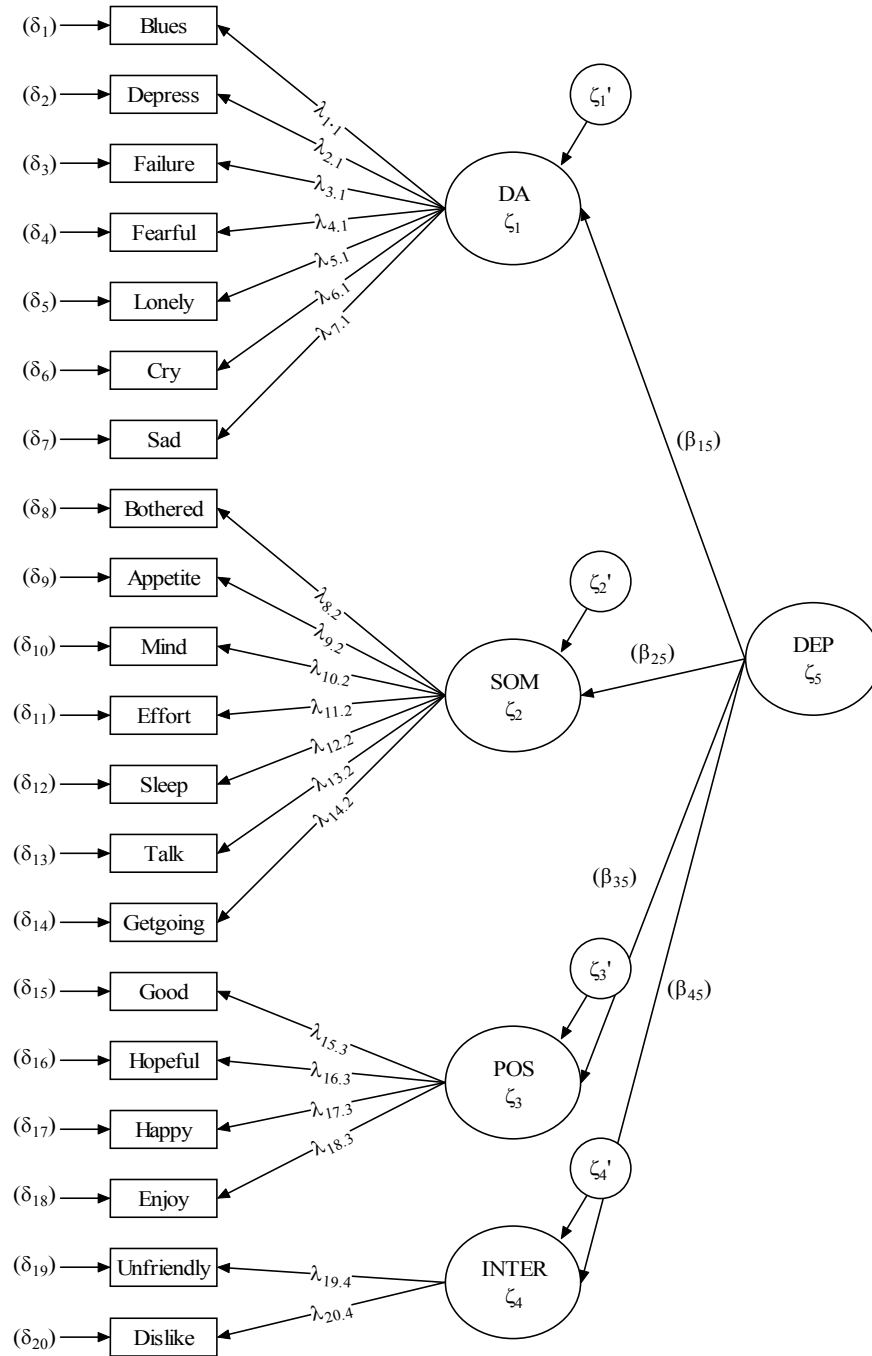 (δ1) Blues
(δ2) Depress
(δ3) Failure
(δ4) Fearful
(δ5) Lonely
(δ6) Cry
(δ7) Sad
(δ8) Bothered
(δ9) Appetite
(δ10) Mind
(δ11) Effort
(δ12) Sleep
(δ13) Talk
(δ14) Getgoing
(δ15) Good
(δ16) Hopeful
(δ17) Happy
(δ18) Enjoy
(δ19) Unfriendly
(δ20) Dislike
λ1.1
λ2.1
λ3.1
λ4.1
λ5.1
λ6.1
λ7.1
λ8.2
λ9.2
λ10.2
λ11.2
λ12.2
λ13.2
λ14.2
λ15.3
λ16.3
λ17.3
λ18.3
λ19.4
λ20.4
ζ1'
DA
ζ1
ζ2'
SOM
ζ2
ζ3'
POS
ζ3
ζ4'
INTER
ζ4
(β15)
(β25)
(β35)
(β45)
DEP
ζ5